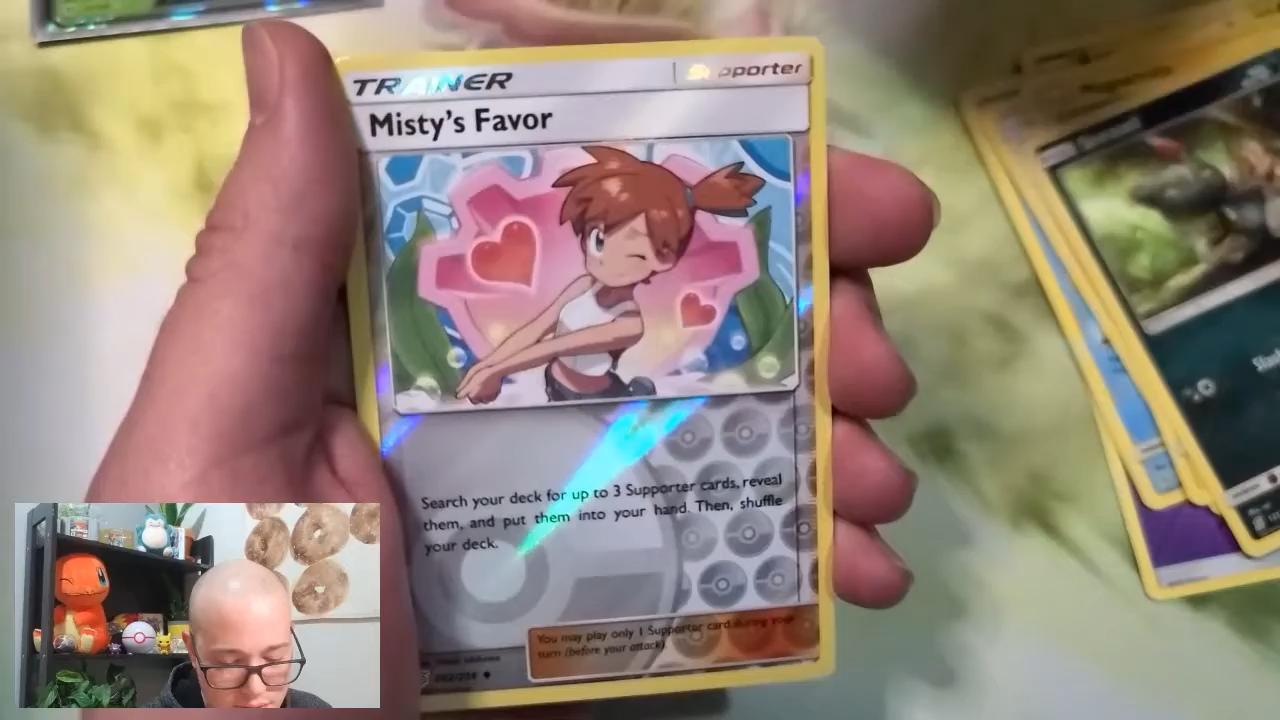 TRAINER
Supporter
Misty's Favor
Search your deck for up to 3 Supporter cards, reveal
them, and put them into your hand. Then, shuffle
your deck.
You may play only 1 Supporter card during your
turn (before your attack).